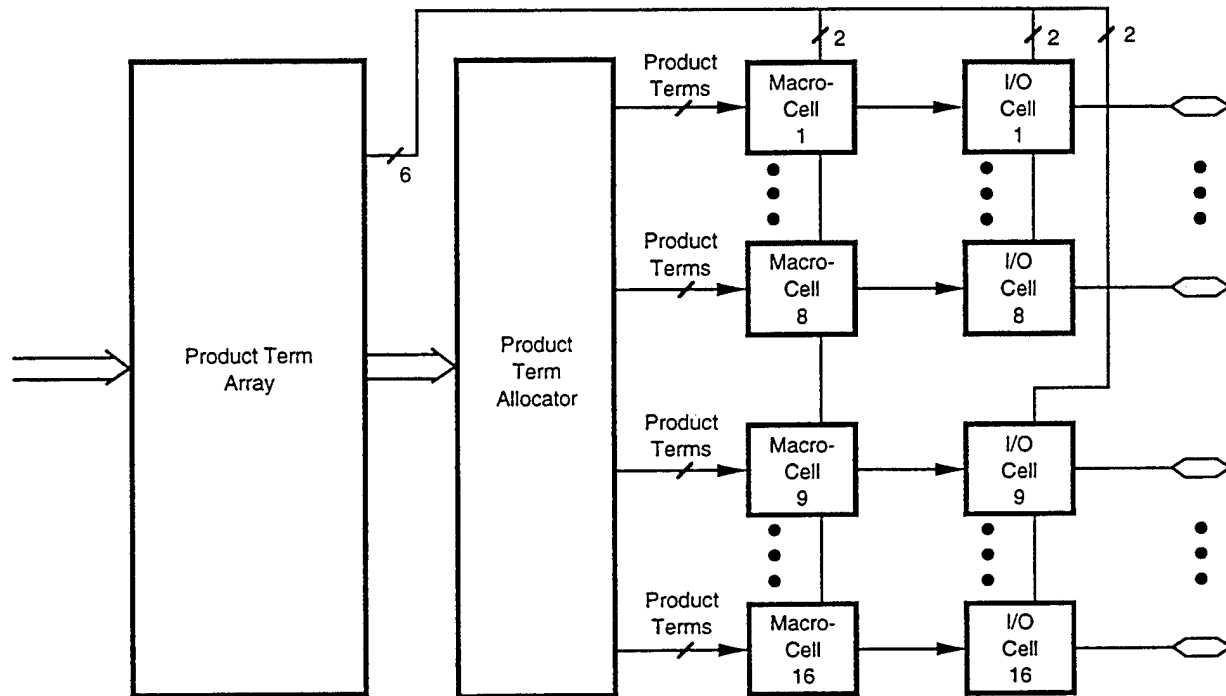 2
2
2
Product
Terms
Macro-
Cell
1
I/O
Cell
1
6
Product
Terms
Macro-
Cell
8
I/O
Cell
8
Product Term
Array
Product
Term
Allocator
Product
Terms
Macro-
Cell
9
I/O
Cell
9
Product
Terms
Macro-
Cell
16
I/O
Cell
16